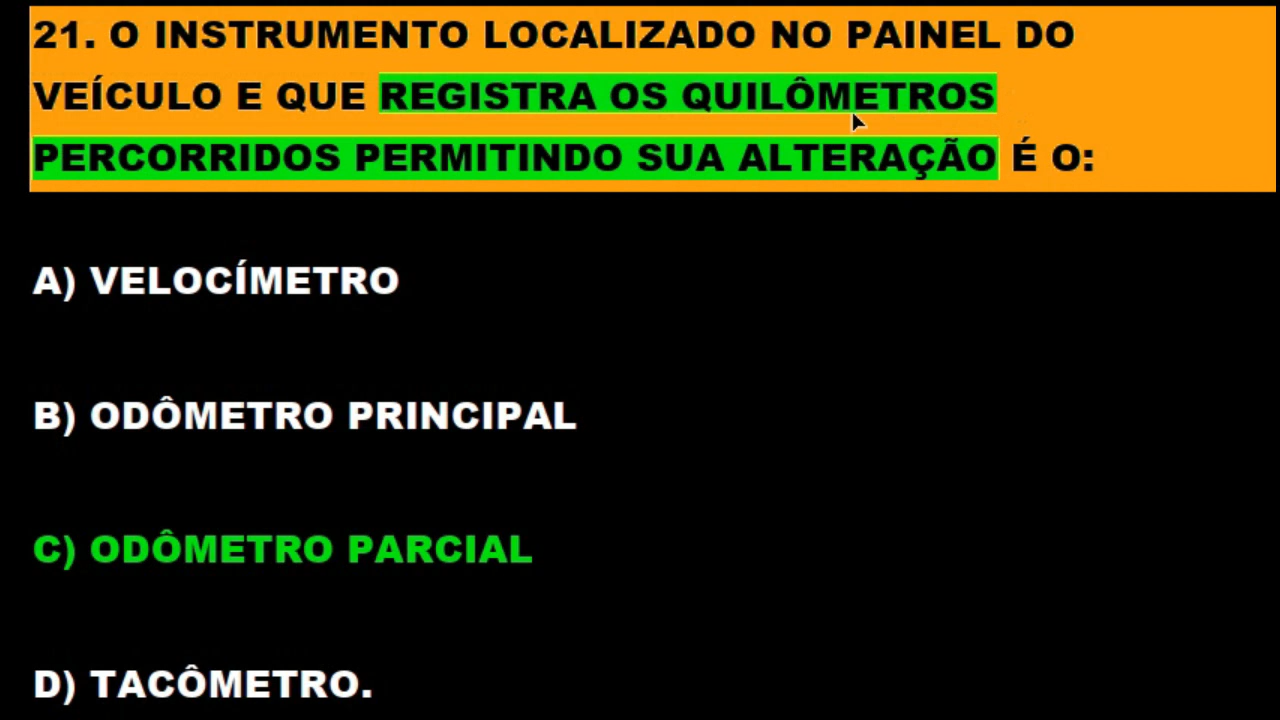 21. O INSTRUMENTO LOCALIZADO NO PAINEL DO
VEÍCULO E QUE REGISTRA OS QUILÔMETROS
PERCORRIDOS PERMITINDO SUA ALTERAÇÃO É O:
A) VELOCÍMETRO
B) ODÔMETRO PRINCIPAL
C) ODÔMETRO PARCIAL
D) TACÔMETRO.